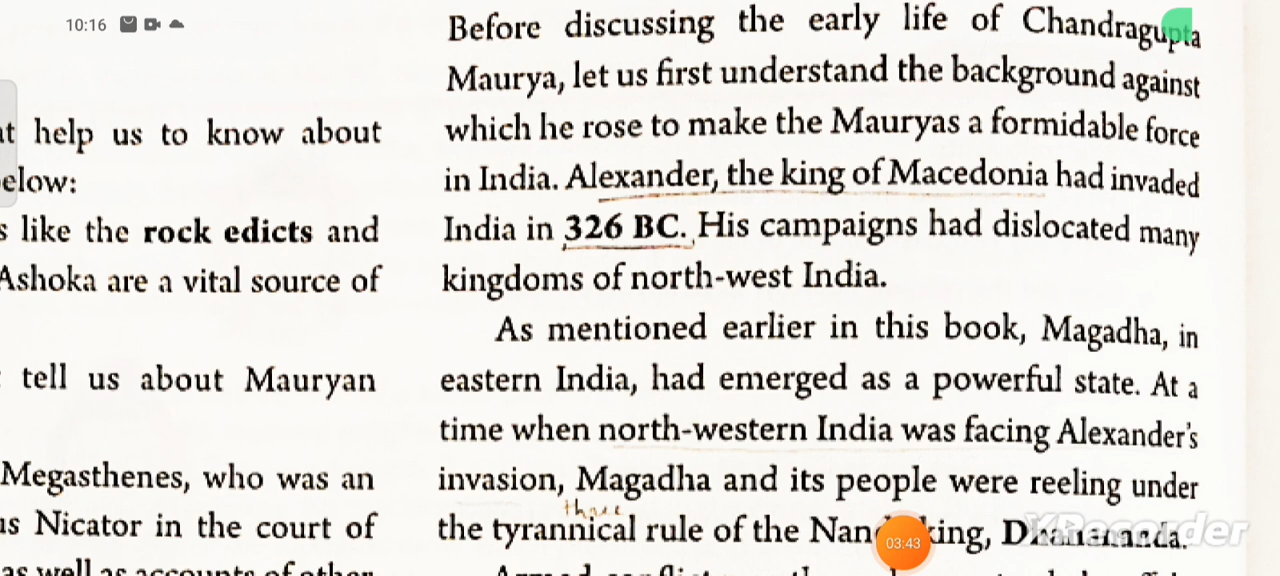 10:16
at help us to know about
elow:
s like the rock edicts and
Ashoka are a vital source of
tell us about Mauryan
Megasthenes, who was an
as Nicator in the court of
as well as accounts of other
Before discussing the early life of Chandragupta
Maurya, let us first understand the background against
which he rose to make the Mauryas a formidable force
in India. Alexander, the king of Macedonia had invaded
India in 326 BC. His campaigns had dislocated many
kingdoms of north-west India.
As mentioned earlier in this book, Magadha, in
eastern India, had emerged as a powerful state. At a
time when north-western India was facing Alexander's
invasion, Magadha and its people were reeling under
three
the tyrannical rule of the Nanda king, Dhanananda.
03:43
XRecorder